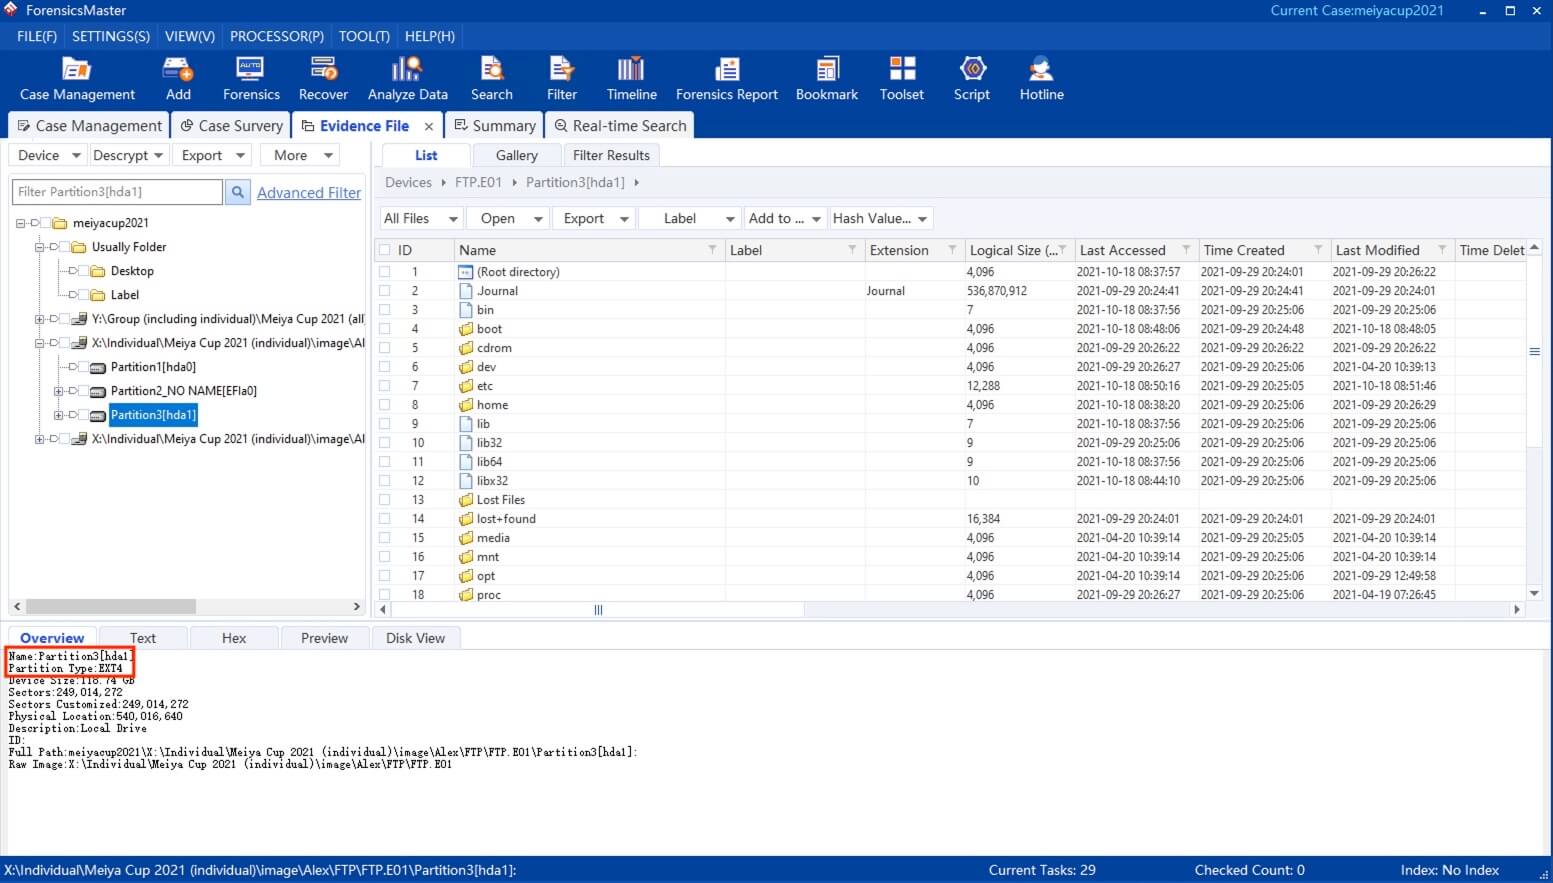 ForensicsMaster
Current Case:meiyacup2021
FILE(F) SETTINGS(S) VIEW(V) PROCESSOR(P) TOOL(T) HELP(H)
AUTO
Case Management Add Forensics Recover Analyze Data Search Filter Timeline Forensics Report Bookmark Toolset Script Hotline
Case Management Case Survery Evidence File Summary Real-time Search
Device Descrypt Export More
List Gallery Filter Results
Filter Partition3[hda1] Advanced Filter
Devices FTP.E01 Partition3[hda1]
meiyacup2021
Usually Folder
Desktop
Label
Y:\Group (including individual)\Meiya Cup 2021 (all
X:\Individual\Meiya Cup 2021 (individual)\image\Al
Partition1[hda0]
Partition2_NO NAME[EFIa0]
Partition3[hda1]
X:\Individual\Meiya Cup 2021 (individual)\image\Al
All Files Open Export Label Add to ... Hash Value...
ID Name Label Extension Logical Size (... Last Accessed Time Created Last Modified Time Delet
1 (Root directory) 4,096 2021-10-18 08:37:57 2021-09-29 20:24:01 2021-09-29 20:26:22
2 .Journal Journal 536,870,912 2021-09-29 20:24:41 2021-09-29 20:24:41 2021-09-29 20:24:01
3 bin 7 2021-10-18 08:37:56 2021-09-29 20:25:06 2021-09-29 20:25:06
4 boot 4,096 2021-10-18 08:48:06 2021-09-29 20:24:48 2021-10-18 08:48:05
5 cdrom 4,096 2021-09-29 20:26:22 2021-09-29 20:26:22 2021-09-29 20:26:22
6 dev 4,096 2021-09-29 20:26:27 2021-09-29 20:25:06 2021-04-20 10:39:13
7 etc 12,288 2021-10-18 08:50:16 2021-09-29 20:25:05 2021-10-18 08:51:46
8 home 4,096 2021-10-18 08:38:20 2021-09-29 20:25:06 2021-09-29 20:26:29
9 lib 7 2021-10-18 08:37:56 2021-09-29 20:25:06 2021-09-29 20:25:06
10 lib32 9 2021-09-29 20:25:06 2021-09-29 20:25:06 2021-09-29 20:25:06
11 lib64 9 2021-10-18 08:37:56 2021-09-29 20:25:06 2021-09-29 20:25:06
12 libx32 10 2021-10-18 08:44:10 2021-09-29 20:25:06 2021-09-29 20:25:06
13 Lost Files
14 lost+found 16,384 2021-09-29 20:24:01 2021-09-29 20:24:01 2021-09-29 20:24:01
15 media 4,096 2021-04-20 10:39:14 2021-09-29 20:25:05 2021-04-20 10:39:14
16 mnt 4,096 2021-04-20 10:39:14 2021-09-29 20:25:06 2021-04-20 10:39:14
17 opt 4,096 2021-04-20 10:39:14 2021-09-29 20:25:06 2021-09-29 12:49:58
18 proc 4,096 2021-09-29 20:26:27 2021-09-29 20:25:06 2021-04-19 07:26:45
Overview Text Hex Preview Disk View
Name:Partition3[hda1]
Partition Type:EXT4
Device Size:118.74 GB
Sectors:249,014,272
Sectors Customized:249,014,272
Physical Location:540,016,640
Description:Local Drive
ID:
Full Path:meiyacup2021\X:\Individual\Meiya Cup 2021 (individual)\image\Alex\FTP\FTP.E01\Partition3[hda1]:
Raw Image:X:\Individual\Meiya Cup 2021 (individual)\image\Alex\FTP\FTP.E01
X:\Individual\Meiya Cup 2021 (individual)\image\Alex\FTP\FTP.E01\Partition3[hda1]: Current Tasks: 29 Checked Count: 0 Index: No Index